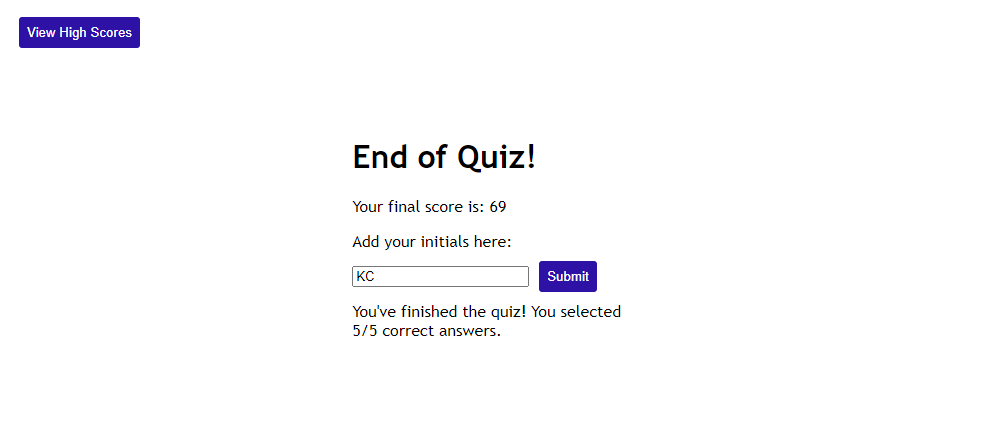 View High Scores
End of Quiz!
Your final score is: 69
Add your initials here:
KC Submit
You've finished the quiz! You selected
5/5 correct answers.